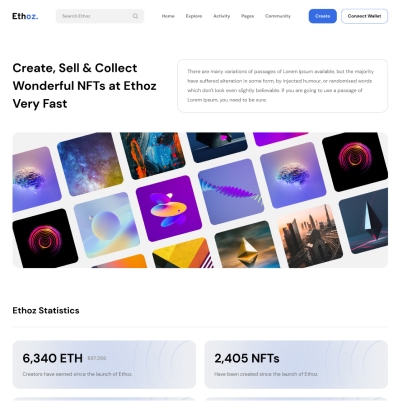 Ethoz.
Search Ethoz
Home Explore Activity Pages Community
Create
Connect Wallet
Create, Sell & Collect
Wonderful NFTs at Ethoz
Very Fast
There are many variations of passages of Lorem Ipsum available, but the majority
have suffered alteration in some form, by injected humour, or randomised words
which don't look even slightly believable. If you are going to use a passage of
Lorem Ipsum, you need to be sure.
Ethoz Statistics
6,340 ETH
Creators have earned since the launch of Ethoz.
2,405 NFTs
Have been created since the launch of Ethoz.